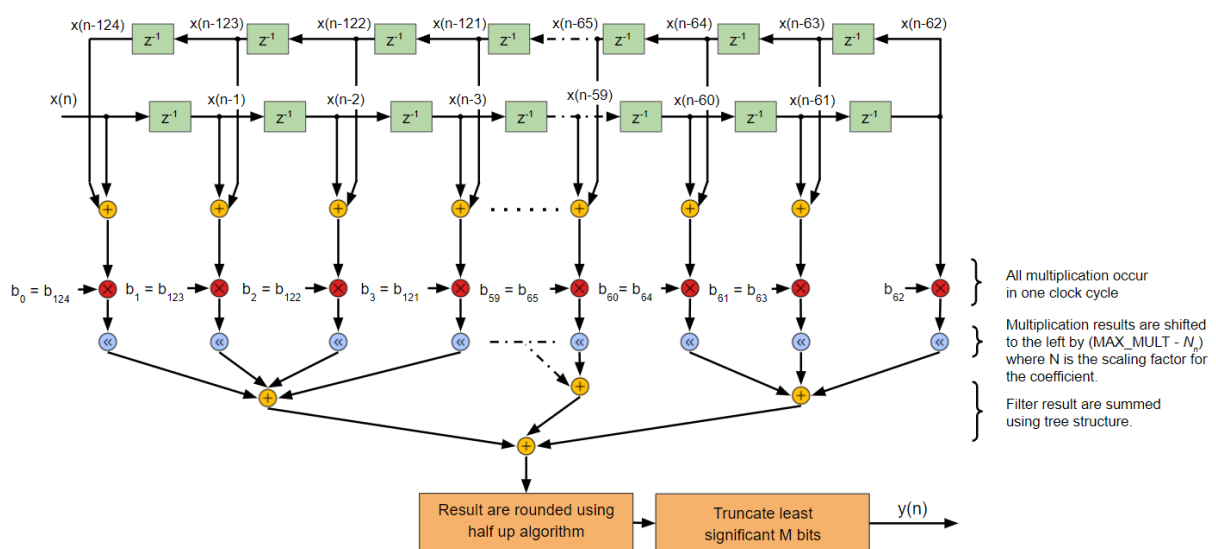 x(n-124) x(n-123) x(n-122) x(n-121) x(n-65) x(n-64) x(n-63) x(n-62)
z⁻¹ z⁻¹ z⁻¹ z⁻¹ z⁻¹ z⁻¹ z⁻¹
x(n) x(n-1) x(n-2) x(n-3) x(n-59) x(n-60) x(n-61)
z⁻¹ z⁻¹ z⁻¹ z⁻¹ z⁻¹ z⁻¹ z⁻¹
+ + + + + + +
b₀ = b₁₂₄ × b₁ = b₁₂₃ × b₂ = b₁₂₂ × b₃ = b₁₂₁ × b₅₉ = b₆₅ × b₆₀ = b₆₄ × b₆₁ = b₆₃ × b₆₂ ×
All multiplication occur
in one clock cycle
« « « « « « « «
Multiplication results are shifted
to the left by (MAX_MULT - Nₙ)
where N is the scaling factor for
the coefficient.
+ + +
Filter result are summed
using tree structure.
+
Result are rounded using
half up algorithm
Truncate least
significant M bits
y(n)